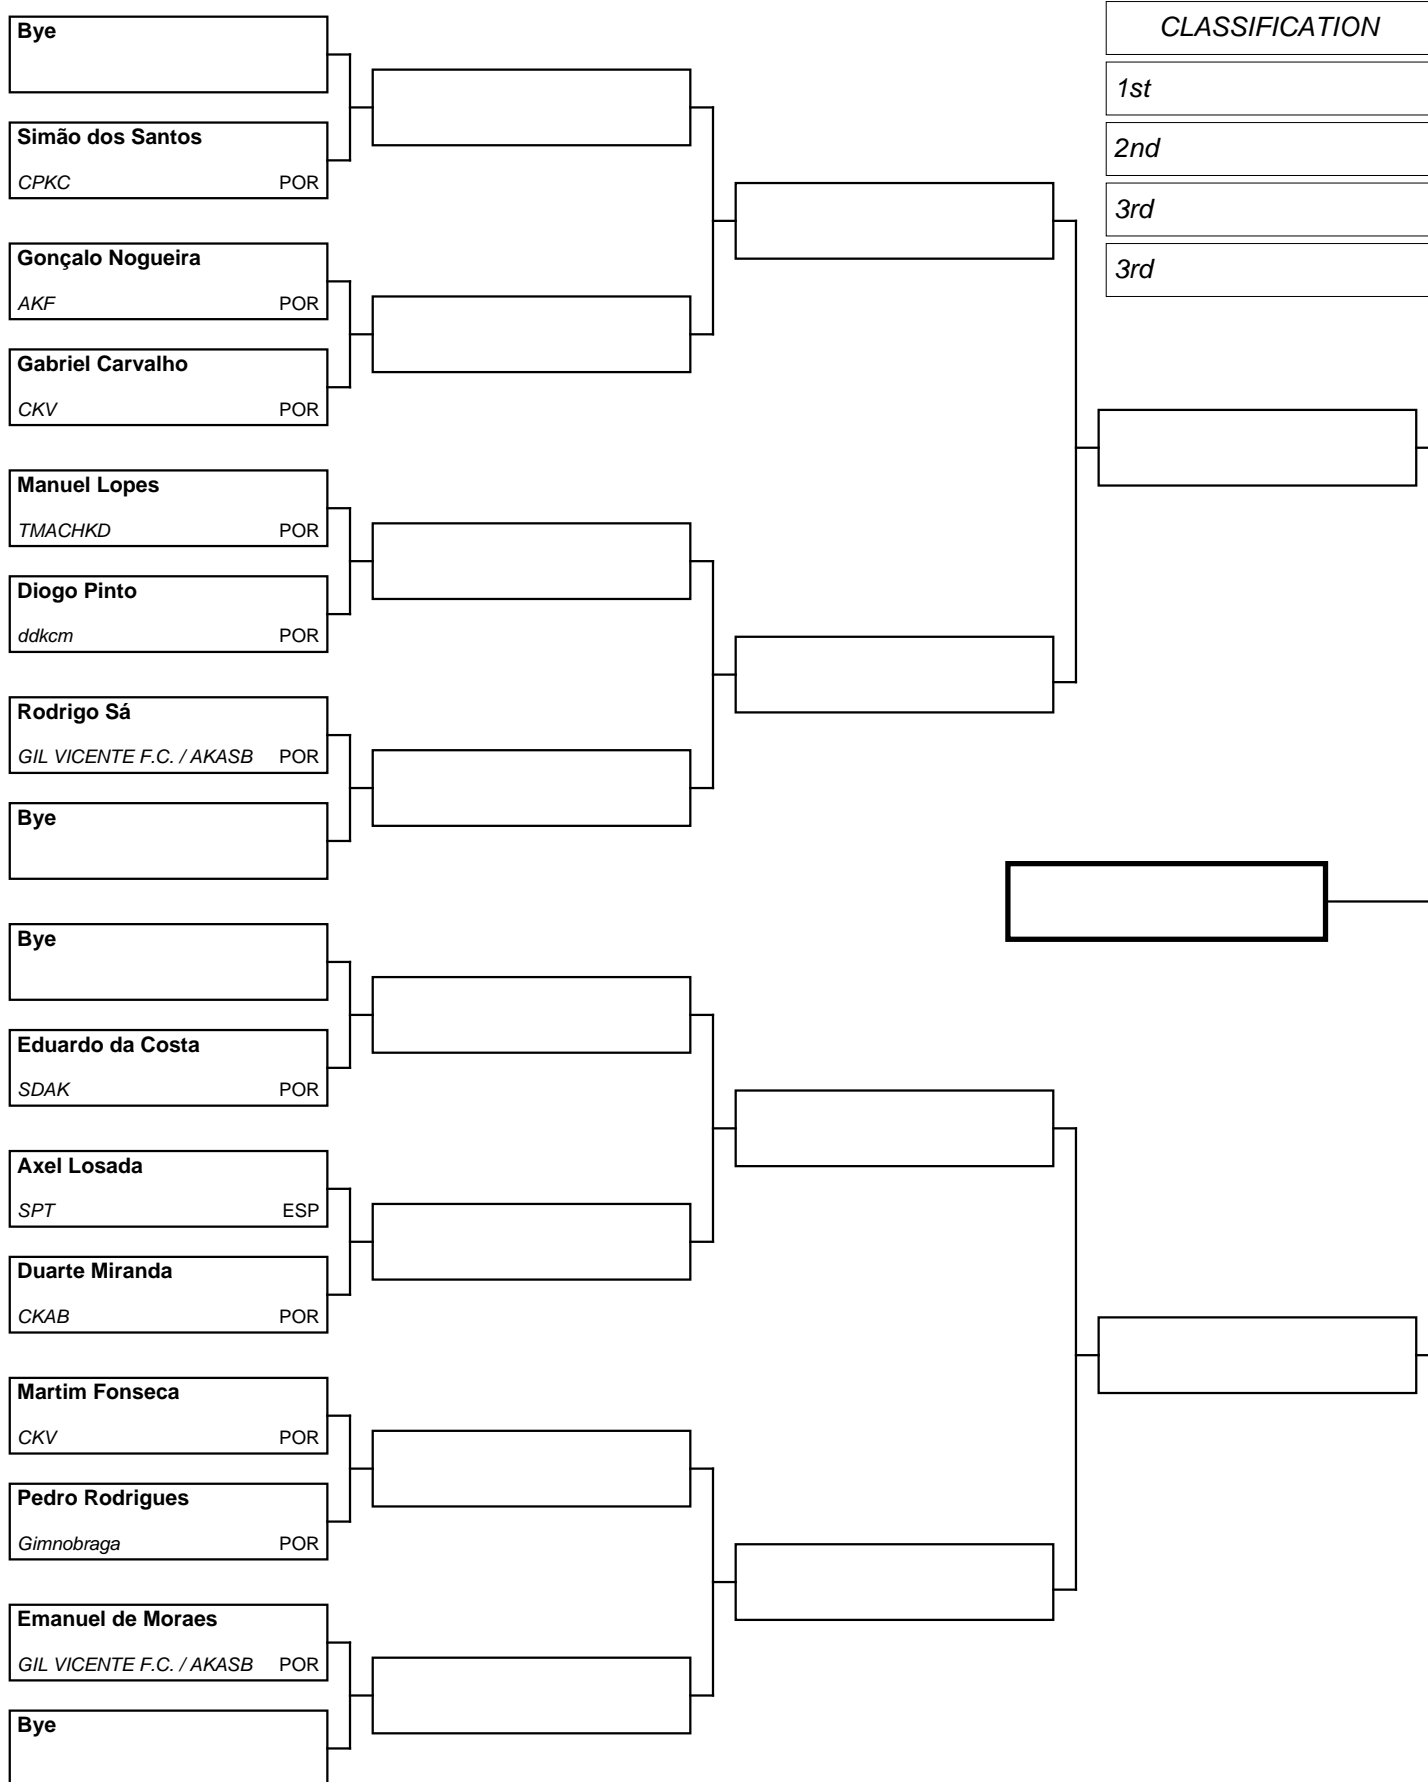 Bye
Simão dos Santos
CPKC POR
Gonçalo Nogueira
AKF POR
Gabriel Carvalho
CKV POR
Manuel Lopes
TMACHKD POR
Diogo Pinto
ddkcm POR
Rodrigo Sá
GIL VICENTE F.C. / AKASB POR
Bye
Bye
Eduardo da Costa
SDAK POR
Axel Losada
SPT ESP
Duarte Miranda
CKAB POR
Martim Fonseca
CKV POR
Pedro Rodrigues
Gimnobraga POR
Emanuel de Moraes
GIL VICENTE F.C. / AKASB POR
Bye
CLASSIFICATION
1st
2nd
3rd
3rd